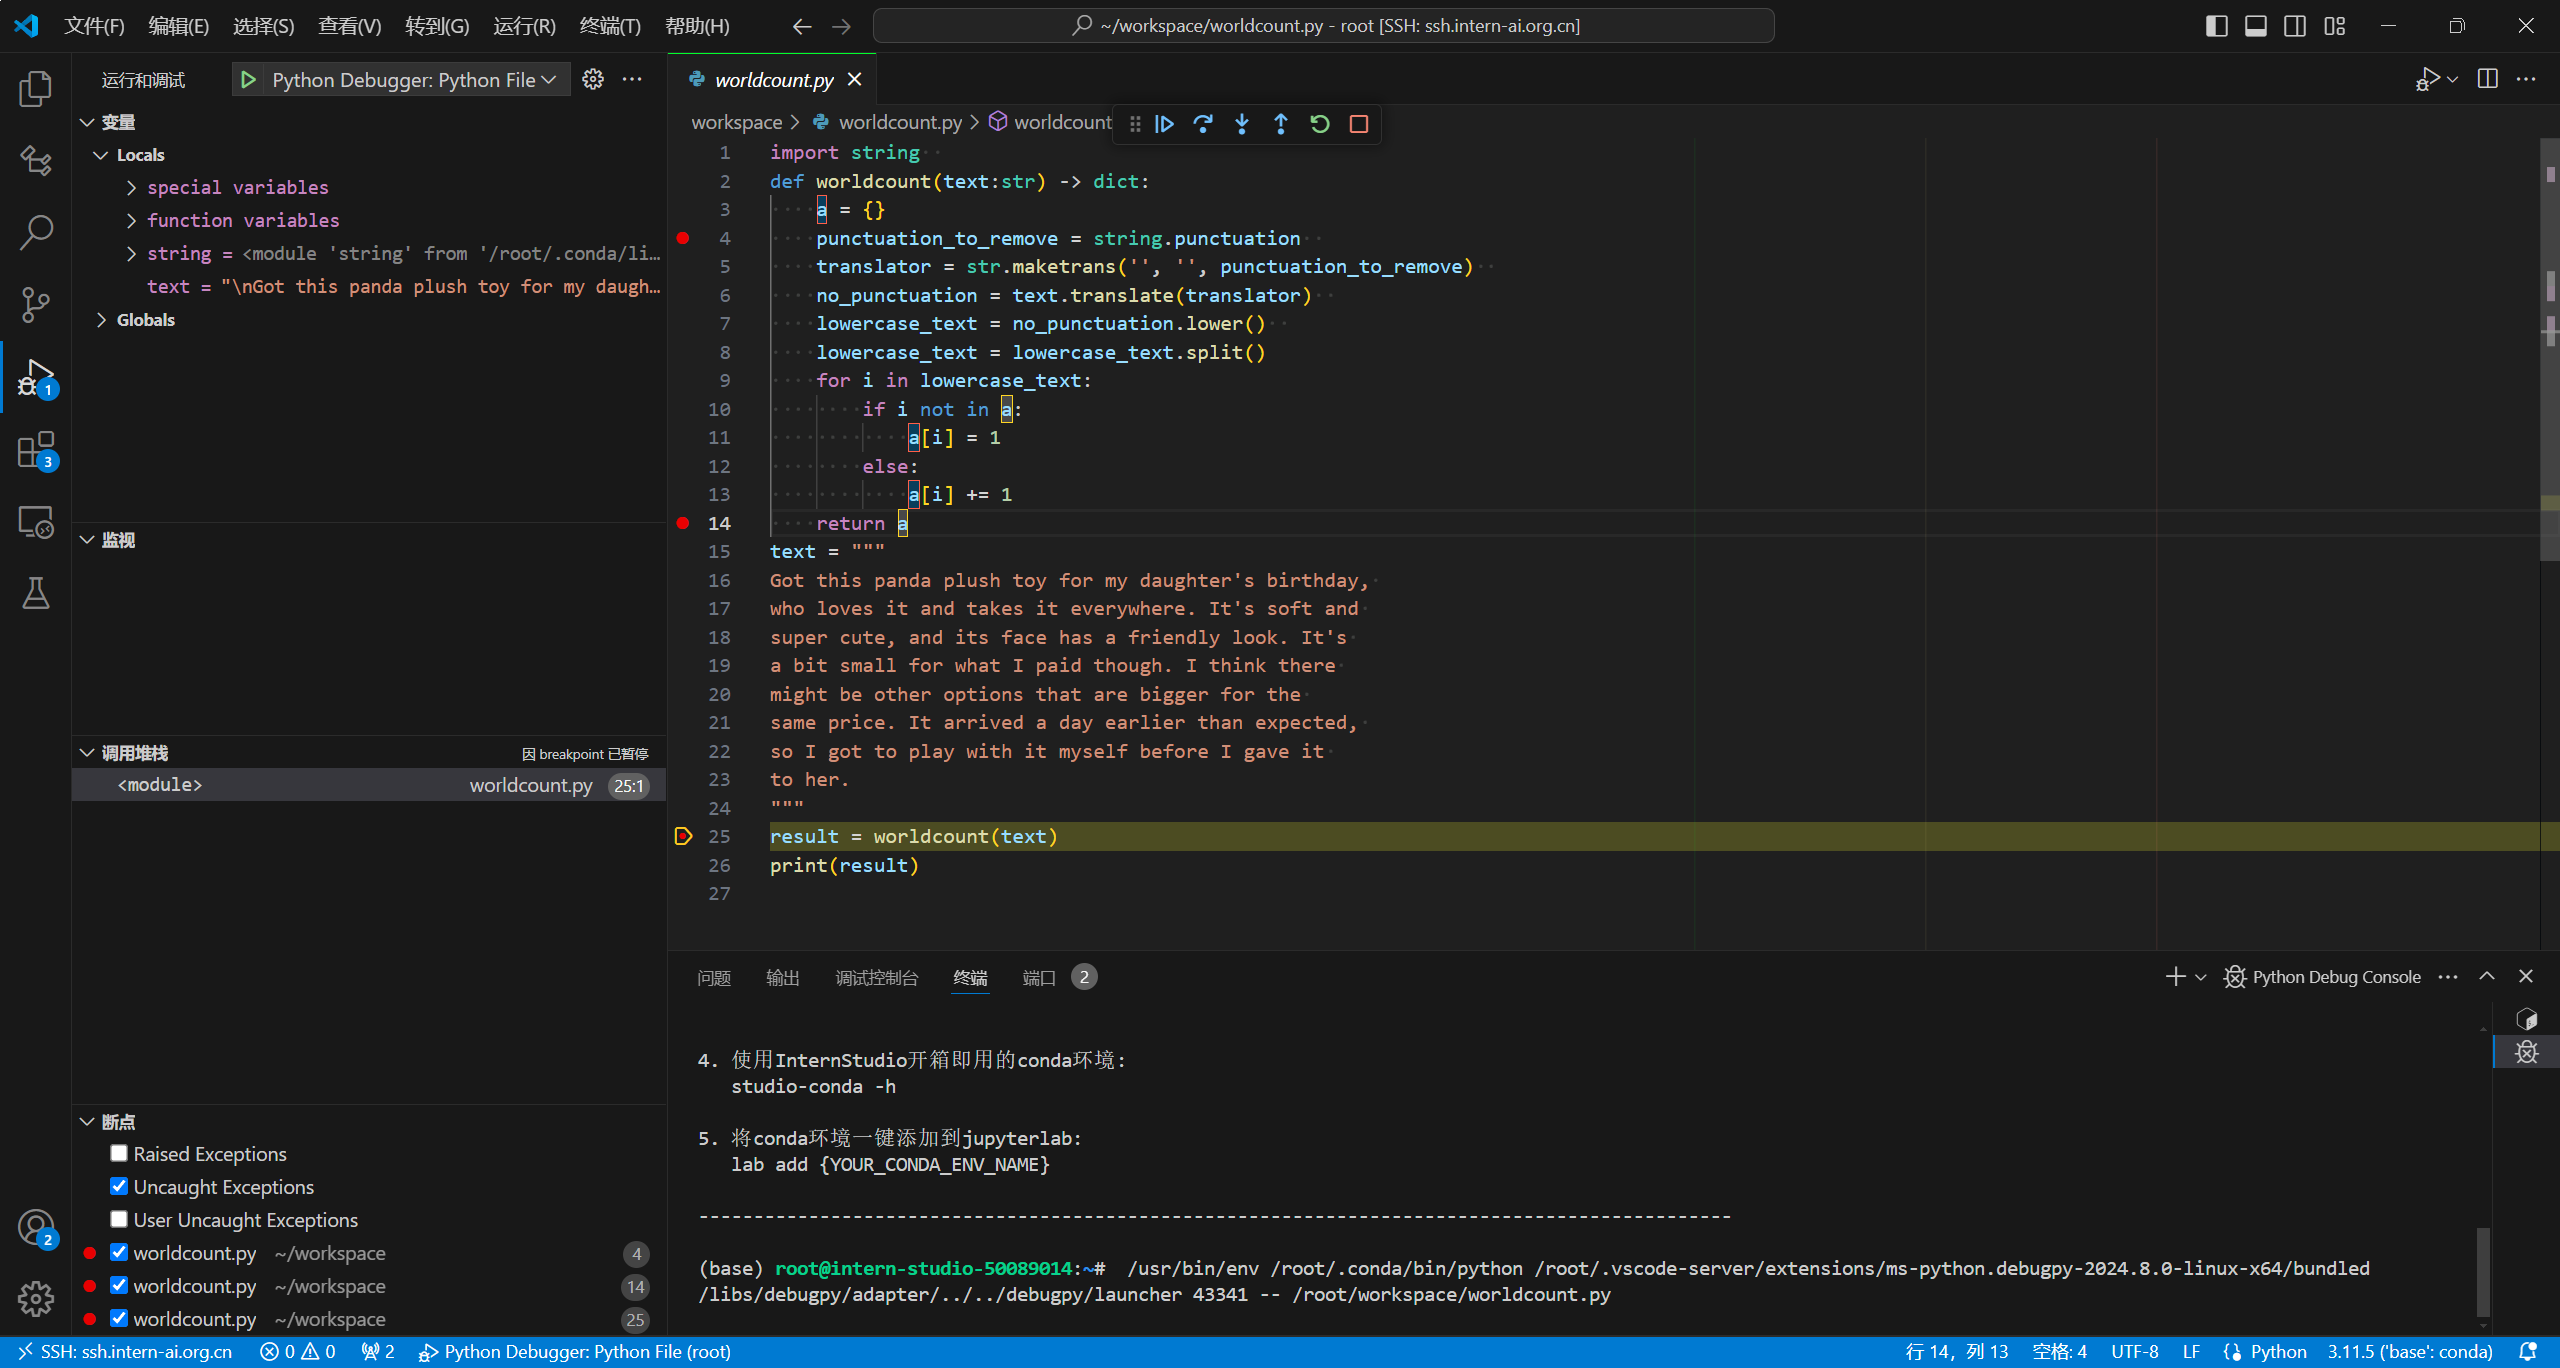 文件(F) 编辑(E) 选择(S) 查看(V) 转到(G) 运行(R) 终端(T) 帮助(H)
~/workspace/worldcount.py - root [SSH: ssh.intern-ai.org.cn]
运行和调试 Python Debugger: Python File
变量
Locals
special variables
function variables
string = <module 'string' from '/root/.conda/li…
text = "\nGot this panda plush toy for my daugh…
Globals
1
3
监视
调用堆栈 因 breakpoint 已暂停
<module> worldcount.py 25:1
断点
Raised Exceptions
Uncaught Exceptions
User Uncaught Exceptions
worldcount.py ~/workspace 4
worldcount.py ~/workspace 14
worldcount.py ~/workspace 25
2
worldcount.py
workspace > worldcount.py > worldcount
1 import string
2 def worldcount(text:str) -> dict:
3 a = {}
4 punctuation_to_remove = string.punctuation
5 translator = str.maketrans('', '', punctuation_to_remove)
6 no_punctuation = text.translate(translator)
7 lowercase_text = no_punctuation.lower()
8 lowercase_text = lowercase_text.split()
9 for i in lowercase_text:
10 if i not in a:
11 a[i] = 1
12 else:
13 a[i] += 1
14 return a
15 text = """
16 Got this panda plush toy for my daughter's birthday,
17 who loves it and takes it everywhere. It's soft and
18 super cute, and its face has a friendly look. It's
19 a bit small for what I paid though. I think there
20 might be other options that are bigger for the
21 same price. It arrived a day earlier than expected,
22 so I got to play with it myself before I gave it
23 to her.
24 """
25 result = worldcount(text)
26 print(result)
27
问题 输出 调试控制台 终端 端口 2
Python Debug Console
4. 使用InternStudio开箱即用的conda环境:
studio-conda -h
5. 将conda环境一键添加到jupyterlab:
lab add {YOUR_CONDA_ENV_NAME}
----------------------------------------------------------------------------------------------
(base) root@intern-studio-50089014:~# /usr/bin/env /root/.conda/bin/python /root/.vscode-server/extensions/ms-python.debugpy-2024.8.0-linux-x64/bundled
/libs/debugpy/adapter/../../debugpy/launcher 43341 -- /root/workspace/worldcount.py
SSH: ssh.intern-ai.org.cn 0 0 2 Python Debugger: Python File (root) 行 14，列 13 空格: 4 UTF-8 LF Python 3.11.5 ('base': conda)